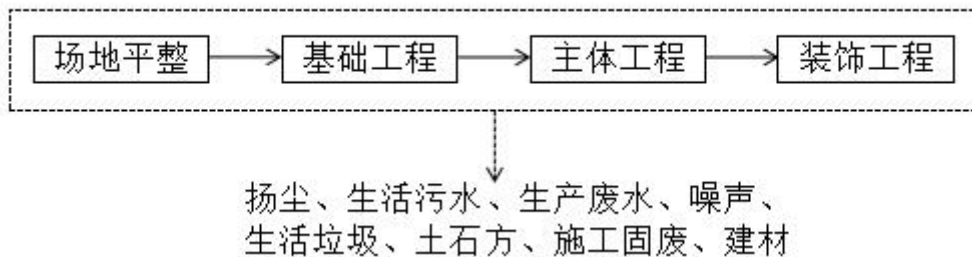 场地平整 基础工程 主体工程 装饰工程
扬尘、生活污水、生产废水、噪声、
生活垃圾、土石方、施工固废、建材